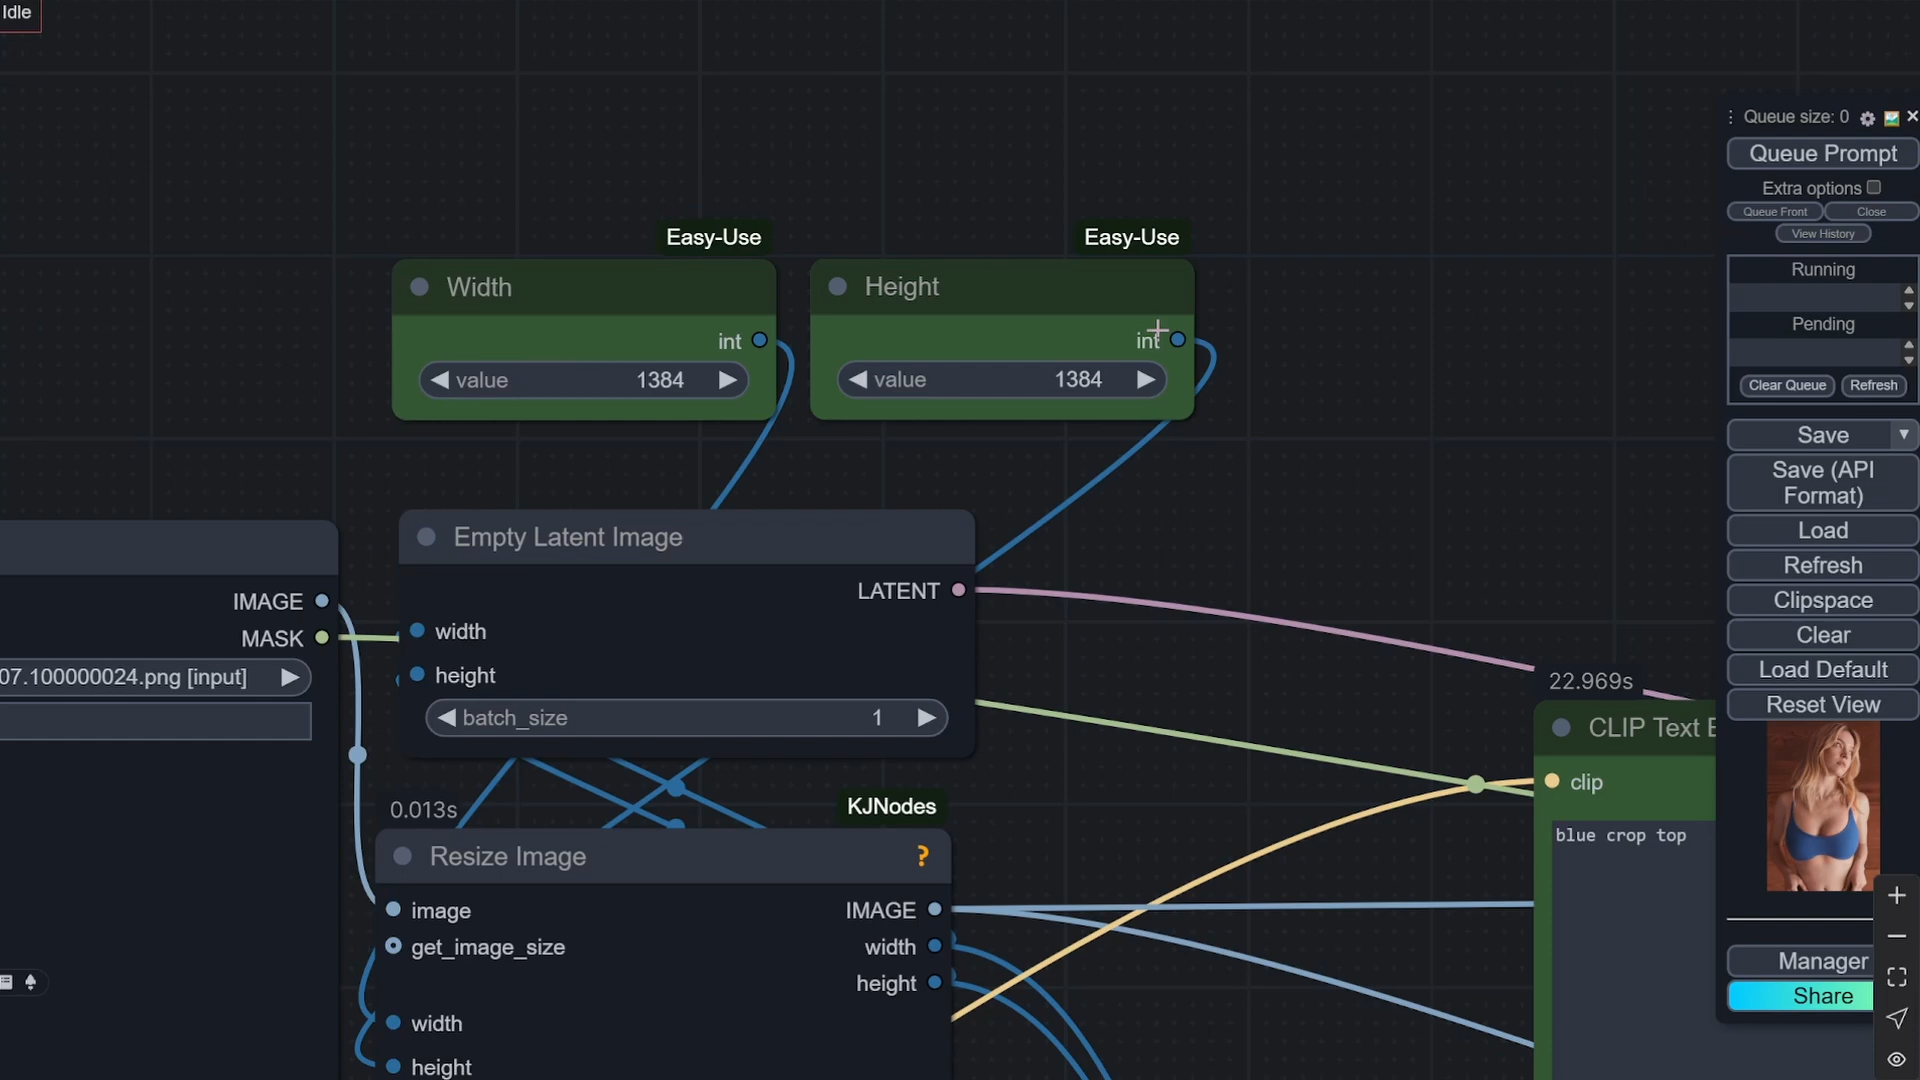 Idle
Queue size: 0
Queue Prompt
Extra options
Queue Front
Close
View History
Running
Pending
Clear Queue
Refresh
Save
Save (API
Format)
Load
Refresh
Clipspace
Clear
Load Default
Reset View
Manager
Share
Easy-Use
Width
int
value
1384
Easy-Use
Height
int
value
1384
Empty Latent Image
LATENT
width
height
batch_size
1
IMAGE
MASK
07.100000024.png [input]
0.013s
KJNodes
Resize Image
?
image
IMAGE
get_image_size
width
height
width
height
22.969s
CLIP Text E
clip
blue crop top